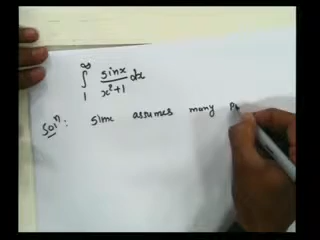 ∫₁^∞ sinx/(x²+1) dx
Solⁿ: sinx assumes many